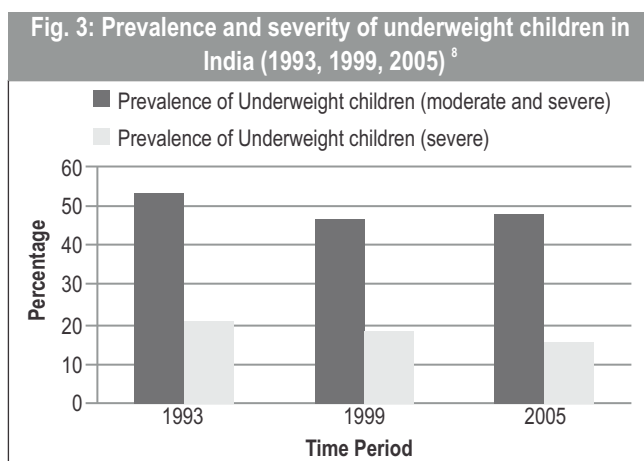 Fig. 3: Prevalence and severity of underweight children in
India (1993, 1999, 2005) 8
Prevalence of Underweight children (moderate and severe)
Prevalence of Underweight children (severe)
60
50
40
30
20
10
0
Percentage
1993 1999 2005
Time Period